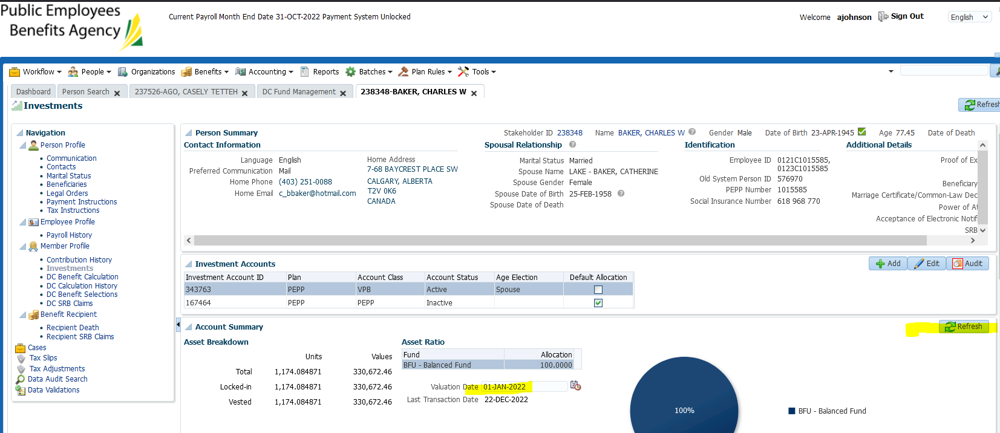 Public Employees
Benefits Agency
Current Payroll Month End Date 31-OCT-2022 Payment System Unlocked
Welcome ajohnson Sign Out English
Workflow People Organizations Benefits Accounting Reports Batches Plan Rules Tools
Dashboard Person Search 237526-AGO, CASELY TETTEH DC Fund Management 238348-BAKER, CHARLES W
Investments
Refresh
Navigation
Person Profile
Communication
Contacts
Marital Status
Beneficiaries
Legal Orders
Payment Instructions
Tax Instructions
Employee Profile
Payroll History
Member Profile
Contribution History
Investments
DC Benefit Calculation
DC Calculation History
DC Benefit Selections
DC SRB Claims
Benefit Recipient
Recipient Death
Recipient SRB Claims
Cases
Tax Slips
Tax Adjustments
Data Audit Search
Data Validations
Person Summary
Stakeholder ID 238348 Name BAKER, CHARLES W Gender Male Date of Birth 23-APR-1945 Age 77.45 Date of Death
Contact Information
Language English
Preferred Communication Mail
Home Phone (403) 251-0088
Home Email c_bbaker@hotmail.com
Home Address
7-68 BAYCREST PLACE SW
CALGARY, ALBERTA
T2V 0K6
CANADA
Spousal Relationship
Marital Status Married
Spouse Name LAKE - BAKER, CATHERINE
Spouse Gender Female
Spouse Date of Birth 25-FEB-1958
Spouse Date of Death
Identification
Employee ID 0121C1015585,
0123C1015585
Old System Person ID 576970
PEPP Number 1015585
Social Insurance Number 618 968 770
Additional Details
Proof of Ex
Beneficiary
Marriage Certificate/Common-Law Dec
Power of At
Acceptance of Electronic Notif
SRB
Investment Accounts
Add Edit Audit
Investment Account ID Plan Account Class Account Status Age Election Default Allocation
343763 PEPP VPB Active Spouse
167464 PEPP PEPP Inactive
Account Summary
Refresh
Asset Breakdown
Units Values
Total 1,174.084871 330,672.46
Locked-in 1,174.084871 330,672.46
Vested 1,174.084871 330,672.46
Asset Ratio
Fund Allocation
BFU - Balanced Fund 100.0000
Valuation Date 01-JAN-2022
Last Transaction Date 22-DEC-2022
100%
BFU - Balanced Fund